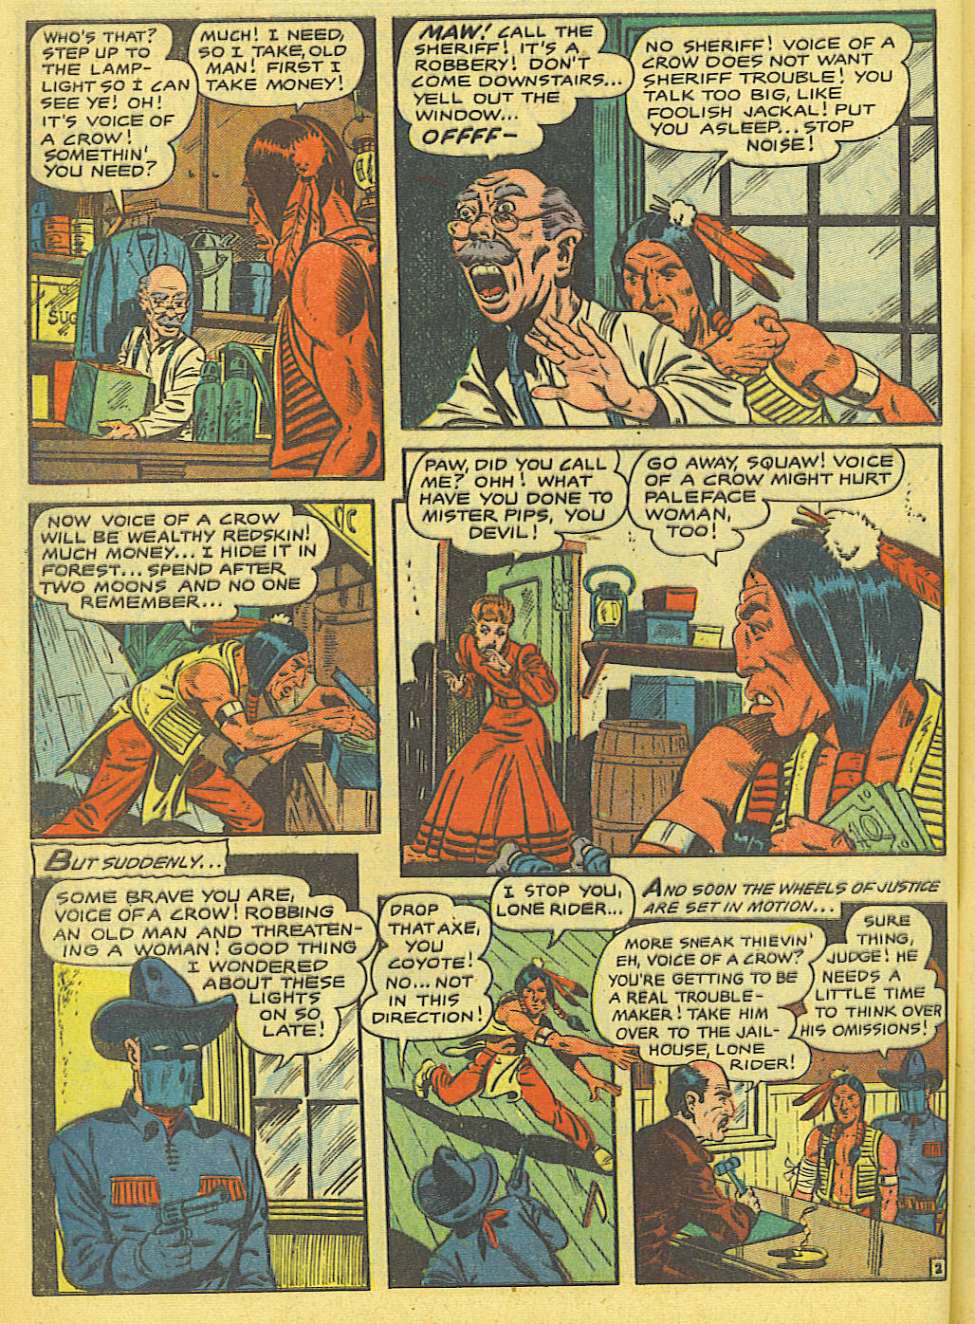 WHO'S THAT?
STEP UP TO
THE LAMP-
LIGHT SO I CAN
SEE YE! OH!
IT'S VOICE OF
A CROW!
SOMETHIN'
YOU NEED?
MUCH! I NEED,
SO I TAKE, OLD
MAN! FIRST I
TAKE MONEY!
SUG
MAW! CALL THE
SHERIFF! IT'S A
ROBBERY! DON'T
COME DOWNSTAIRS...
YELL OUT THE
WINDOW...
OFFFF-
NO SHERIFF! VOICE OF A
CROW DOES NOT WANT
SHERIFF TROUBLE! YOU
TALK TOO BIG, LIKE
FOOLISH JACKAL! PUT
YOU ASLEEP... STOP
NOISE!
NOW VOICE OF A CROW
WILL BE WEALTHY REDSKIN!
MUCH MONEY... I HIDE IT IN
FOREST... SPEND AFTER
TWO MOONS AND NO ONE
REMEMBER...
PAW, DID YOU CALL
ME? OHH! WHAT
HAVE YOU DONE TO
MISTER PIPS, YOU
DEVIL!
GO AWAY, SQUAW! VOICE
OF A CROW MIGHT HURT
PALEFACE
WOMAN,
TOO!
10
10
10
BUT SUDDENLY...
SOME BRAVE YOU ARE,
VOICE OF A CROW! ROBBING
AN OLD MAN AND THREATEN-
ING A WOMAN! GOOD THING
I WONDERED
ABOUT THESE
LIGHTS
ON SO
LATE!
DROP
THAT AXE,
YOU
COYOTE!
NO... NOT
IN THIS
DIRECTION!
I STOP YOU,
LONE RIDER...
AND SOON THE WHEELS OF JUSTICE
ARE SET IN MOTION...
MORE SNEAK THIEVIN'
EH, VOICE OF A CROW?
YOU'RE GETTING TO BE
A REAL TROUBLE-
MAKER! TAKE HIM
OVER TO THE JAIL-
HOUSE, LONE
RIDER!
SURE
THING,
JUDGE! HE
NEEDS A
LITTLE TIME
TO THINK OVER
HIS OMISSIONS!
2